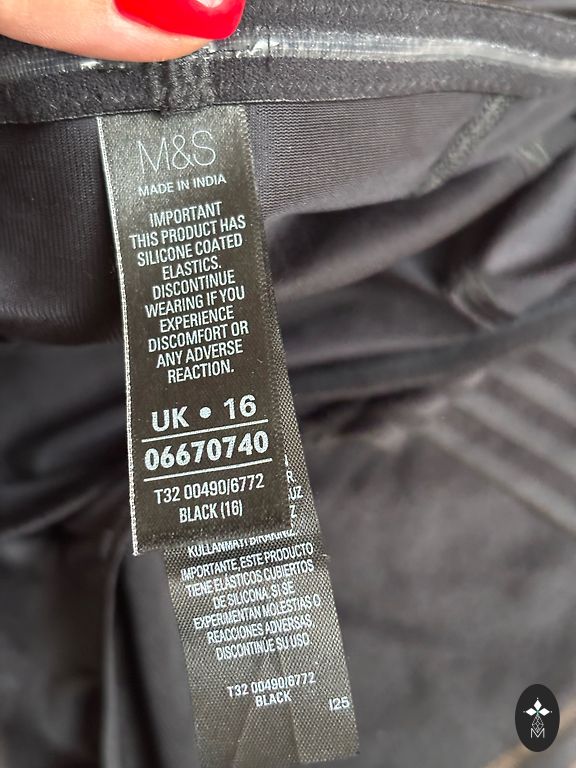 M&S
MADE IN INDIA
IMPORTANT
THIS PRODUCT HAS
SILICONE COATED
ELASTICS.
DISCONTINUE
WEARING IF YOU
EXPERIENCE
DISCOMFORT OR
ANY ADVERSE
REACTION.
UK • 16
06670740
T32 00490/6772
BLACK (16)
IMPORTANTE, ESTE PRODUCTO
TIENE ELÁSTICOS CUBIERTOS
DE SILICONA. SI SE
EXPERIMENTAN MOLESTIAS O
REACCIONES ADVERSAS
DISCONTINUE SU USO
T32 00490/6772
BLACK
I25
M